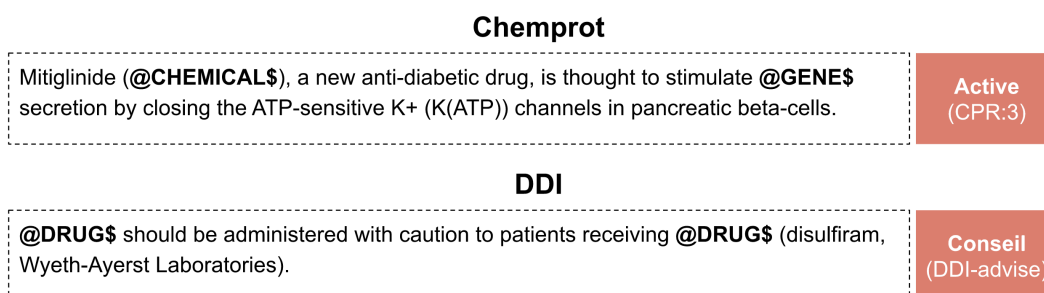 Chemprot
Mitiglinide (@CHEMICAL$), a new anti-diabetic drug, is thought to stimulate @GENE$
secretion by closing the ATP-sensitive K+ (K(ATP)) channels in pancreatic beta-cells.
Active
(CPR:3)
DDI
@DRUG$ should be administered with caution to patients receiving @DRUG$ (disulfiram,
Wyeth-Ayerst Laboratories).
Conseil
(DDI-advise)